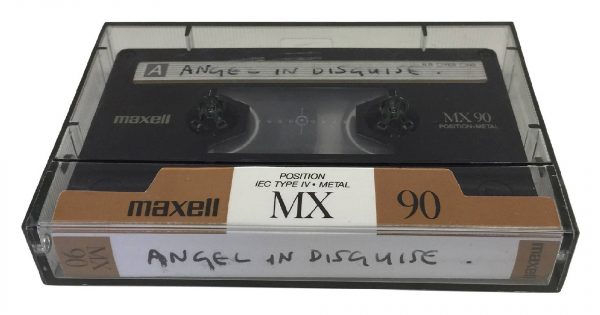 A ANGEL IN DISGUISE .
maxell
MX 90
POSITION • METAL
POSITION
IEC TYPE IV • METAL
maxell MX 90
MX 90
ANGEL IN DISGUISE .
maxell